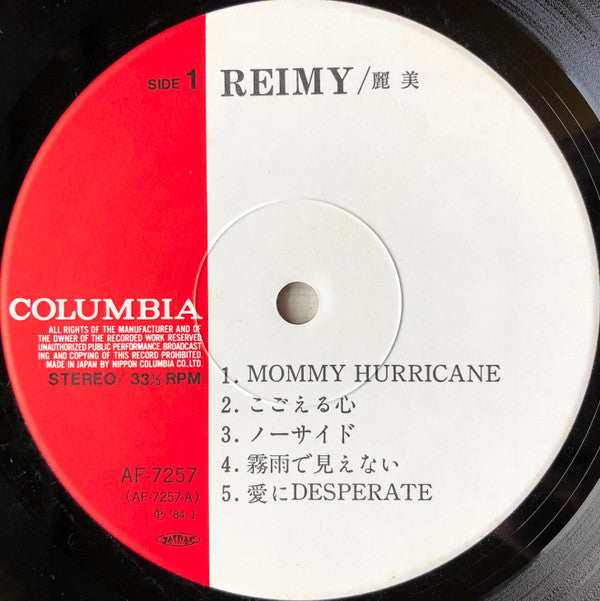 SIDE 1
REIMY/麗美
COLUMBIA
ALL RIGHTS OF THE MANUFACTURER AND OF
THE OWNER OF THE RECORDED WORK RESERVED
UNAUTHORIZED PUBLIC PERFORMANCE, BROADCAST
ING AND COPYING OF THIS RECORD PROHIBITED.
MADE IN JAPAN BY NIPPON COLUMBIA CO., LTD.
STEREO/33⅓ RPM
1. MOMMY HURRICANE
2. こごえる心
3. ノーサイド
4. 霧雨で見えない
5. 愛にDESPERATE
AF-7257
(AF-7257-A)
Ⓟ '84.1
JASRAC